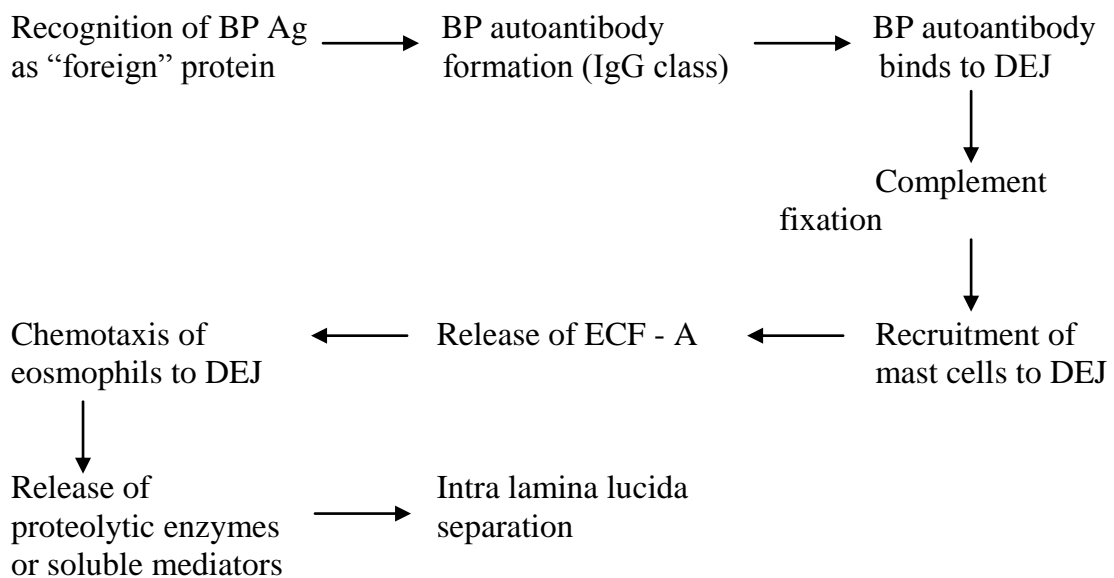 Recognition of BP Ag
as “foreign” protein
BP autoantibody
formation (IgG class)
BP autoantibody
binds to DEJ
Complement
fixation
Recruitment of
mast cells to DEJ
Release of ECF - A
Chemotaxis of
eosmophils to DEJ
Release of
proteolytic enzymes
or soluble mediators
Intra lamina lucida
separation